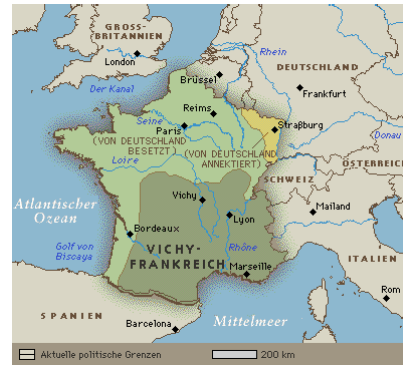 GROSS-
BRITANNIEN
London
Der Kanal
Brüssel
Rhein
DEUTSCHLAND
Frankfurt
Reims
Seine
Paris
Straßburg
(VON DEUTSCHLAND
BESETZT)
(VON DEUTSCHLAND
ANNEKTIERT)
Donau
Loire
ÖSTERREICH
SCHWEIZ
Vichy
Atlantischer
Ozean
Lyon
Mailand
Bordeaux
Golf von
Biscaya
VICHY-
FRANKREICH
Rhône
Marseille
ITALIEN
Rom
SPANIEN
Barcelona
Mittelmeer
Aktuelle politische Grenzen
200 km